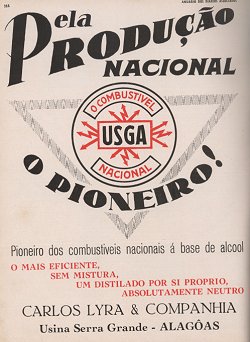 Pela
PRODUÇÃO
NACIONAL
O COMBUSTIVEL
USGA
NACIONAL
O PIONEIRO!
Pioneiro dos combustiveis nacionais á base de alcool
O MAIS EFICIENTE,
SEM MISTURA,
UM DISTILADO POR SI PROPRIO,
ABSOLUTAMENTE NEUTRO
CARLOS LYRA & COMPANHIA
Usina Serra Grande - ALAGÔAS